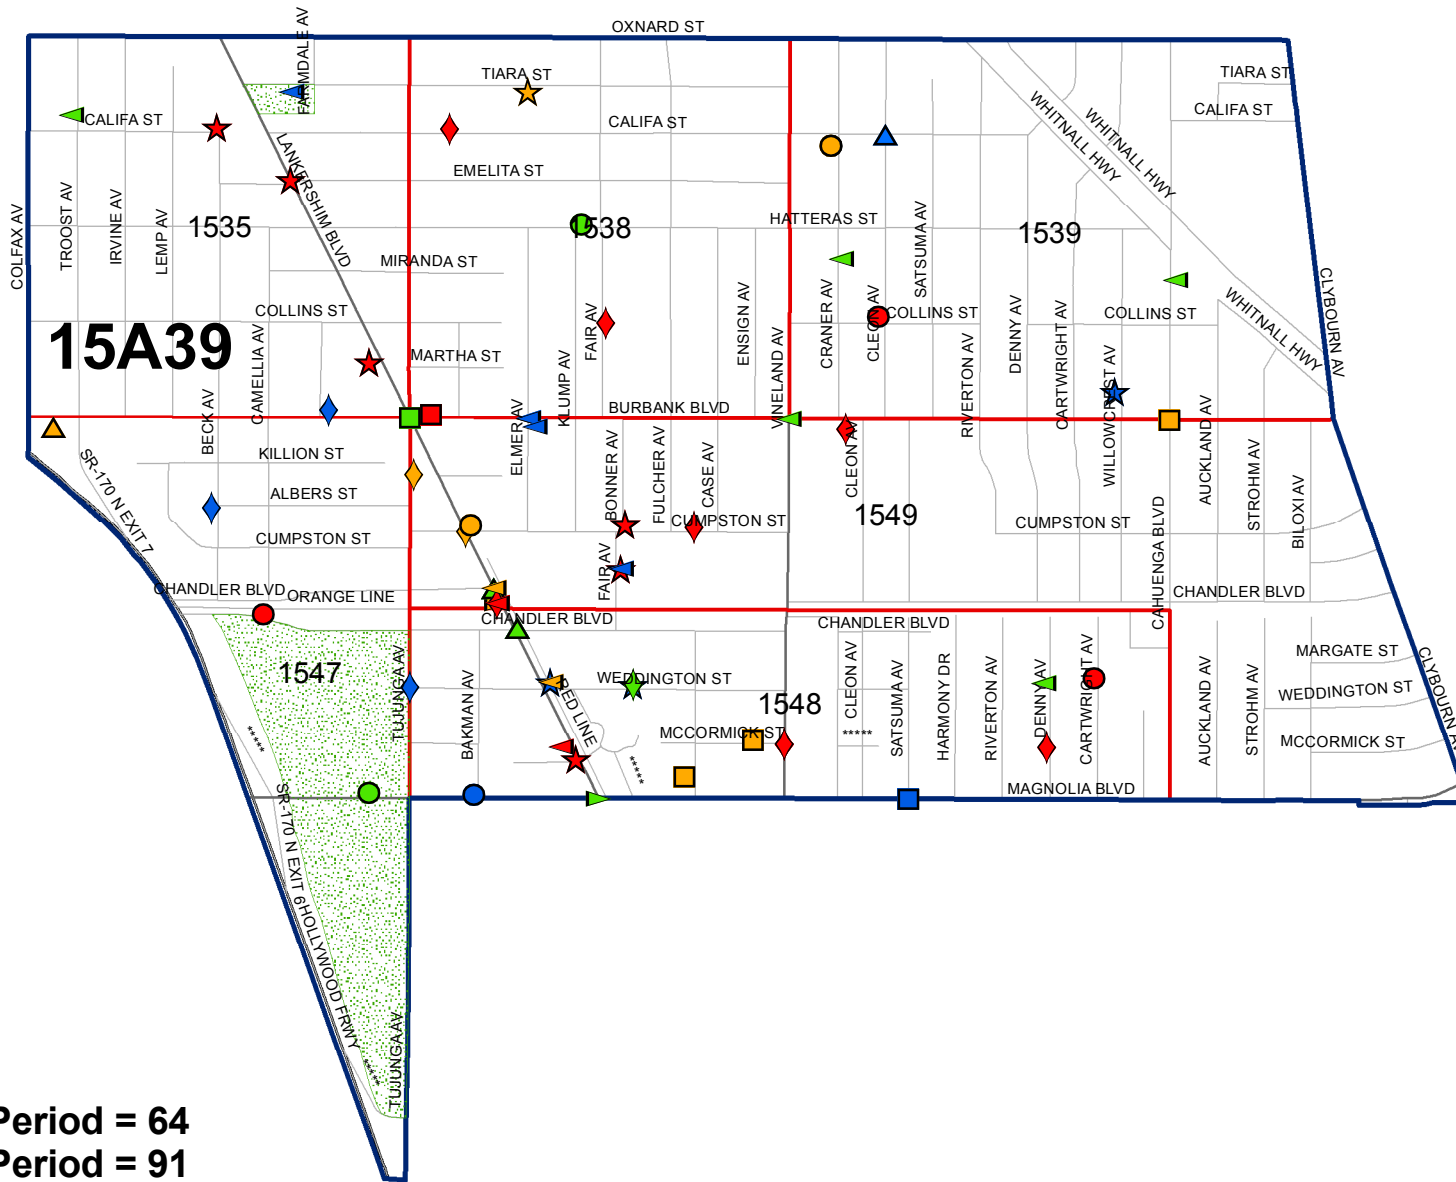 OXNARD ST
FAIRMDALE AV
TIARA ST
TIARA ST
CALIFA ST
CALIFA ST
CALIFA ST
WHITNALL HWY
WHITNALL HWY
LANKERSHIM BLVD
EMELITA ST
COLFAX AV
TROOST AV
IRVINE AV
LEMP AV
1535
1538
HATTERAS ST
SATSUMA AV
1539
MIRANDA ST
COLLINS ST
15A39
CAMELLIA AV
MARTHA ST
FAIR AV
KLUMP AV
ENSIGN AV
VINELAND AV
CRANER AV
CLEON AV
COLLINS ST
RIVERTON AV
DENNY AV
CARTWRIGHT AV
COLLINS ST
WILLOWCREST AV
WHITNALL HWY
CLYBOURN AV
BECK AV
BURBANK BLVD
ELMER AV
AUCKLAND AV
SR-170 N EXIT 7
KILLION ST
ALBERS ST
CUMPSTON ST
BONNER AV
FULCHER AV
CASE AV
CUMPSTON ST
CLEON AV
1549
CUMPSTON ST
CAHUENGA BLVD
STROHM AV
BILOXI AV
FAIR AV
CHANDLER BLVD
ORANGE LINE
CHANDLER BLVD
CHANDLER BLVD
CHANDLER BLVD
1547
TUJUNGA AV
BAKMAN AV
RED LINE
WEDDINGTON ST
1548
MCCORMICK ST
*****
*****
*****
CLEON AV
SATSUMA AV
HARMONY DR
RIVERTON AV
DENNY AV
CARTWRIGHT AV
AUCKLAND AV
STROHM AV
MARGATE ST
WEDDINGTON ST
MCCORMICK ST
CLYBOURN A
MAGNOLIA BLVD
SR-170 N EXIT 6
HOLLYWOOD FRWY
*****
TUJUNGA AV
Period = 64
Period = 91